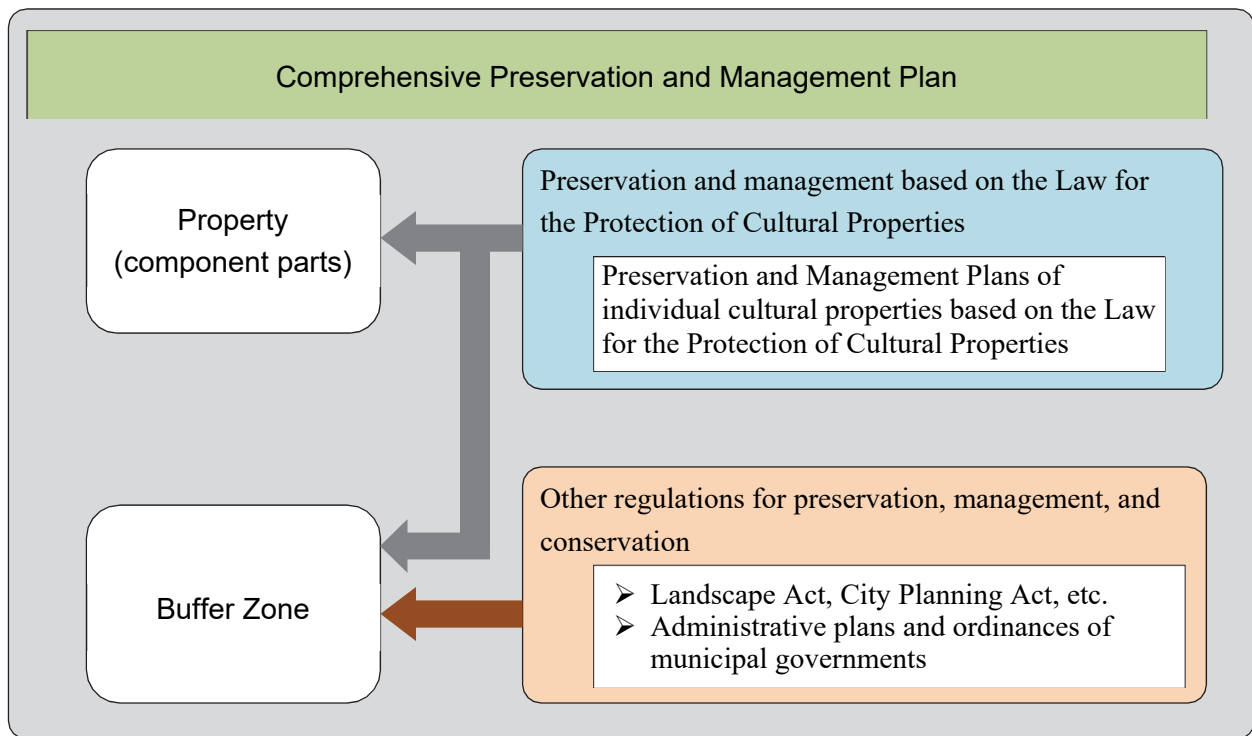 Comprehensive Preservation and Management Plan
Property
(component parts)
Preservation and management based on the Law for
the Protection of Cultural Properties
Preservation and Management Plans of
individual cultural properties based on the Law
for the Protection of Cultural Properties
Buffer Zone
Other regulations for preservation, management, and
conservation
➢ Landscape Act, City Planning Act, etc.
➢ Administrative plans and ordinances of
municipal governments